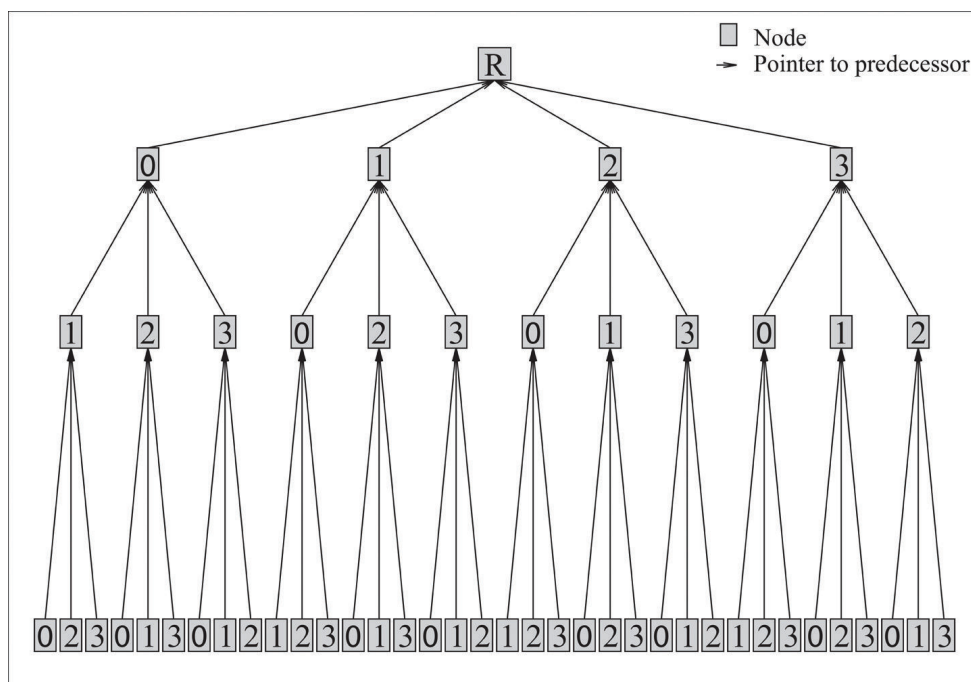 Node
R
Pointer to predecessor
0 1 2 3
1 2 3 0 2 3 0 1 3 0 1 2
0 2 3 0 1 3 0 1 2 1 2 3 0 1 3 0 1 2 1 2 3 0 2 3 0 1 2 1 2 3 0 2 3 0 1 3